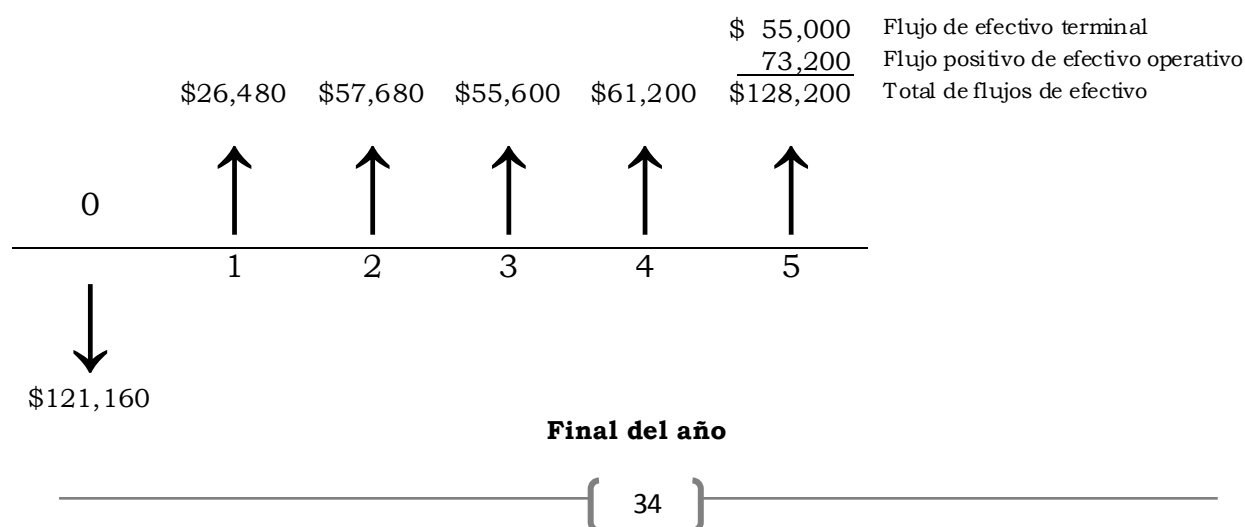 $ 55,000 Flujo de efectivo terminal
73,200 Flujo positivo de efectivo operativo
$26,480 $57,680 $55,600 $61,200 $128,200 Total de flujos de efectivo
0
1 2 3 4 5
$121,160
Final del año
34